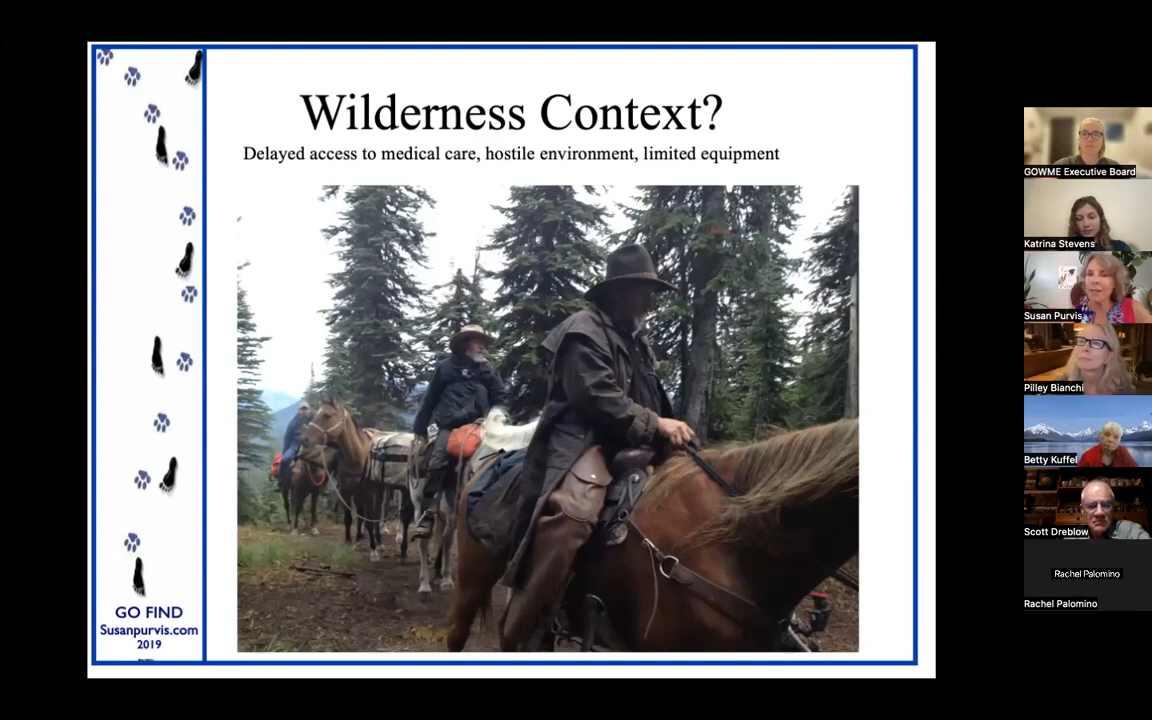 Wilderness Context?
Delayed access to medical care, hostile environment, limited equipment
GO FIND
Susanpurvis.com
2019
GOWME Executive Board
Katrina Stevens
Susan Purvis
Pilley Bianchi
Betty Kuffel
Scott Dreblow
Rachel Palomino
Rachel Palomino